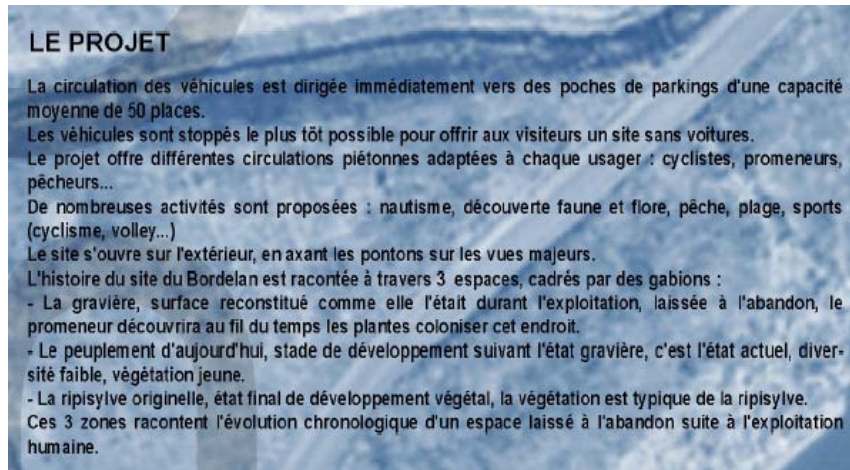 LE PROJET
La circulation des véhicules est dirigée immédiatement vers des poches de parkings d'une capacité
moyenne de 50 places.
Les véhicules sont stoppés le plus tôt possible pour offrir aux visiteurs un site sans voitures.
Le projet offre différentes circulations piétonnes adaptées à chaque usager : cyclistes, promeneurs,
pêcheurs...
De nombreuses activités sont proposées : nautisme, découverte faune et flore, pêche, plage, sports
(cyclisme, volley...)
Le site s'ouvre sur l'extérieur, en axant les pontons sur les vues majeurs.
L'histoire du site du Bordelan est racontée à travers 3 espaces, cadrés par des gabions :
- La gravière, surface reconstitué comme elle l'était durant l'exploitation, laissée à l'abandon, le
promeneur découvrira au fil du temps les plantes coloniser cet endroit.
- Le peuplement d'aujourd'hui, stade de développement suivant l'état gravière, c'est l'état actuel, diver-
sité faible, végétation jeune.
- La ripisylve originelle, état final de développement végétal, la végétation est typique de la ripisylve.
Ces 3 zones racontent l'évolution chronologique d'un espace laissé à l'abandon suite à l'exploitation
humaine.